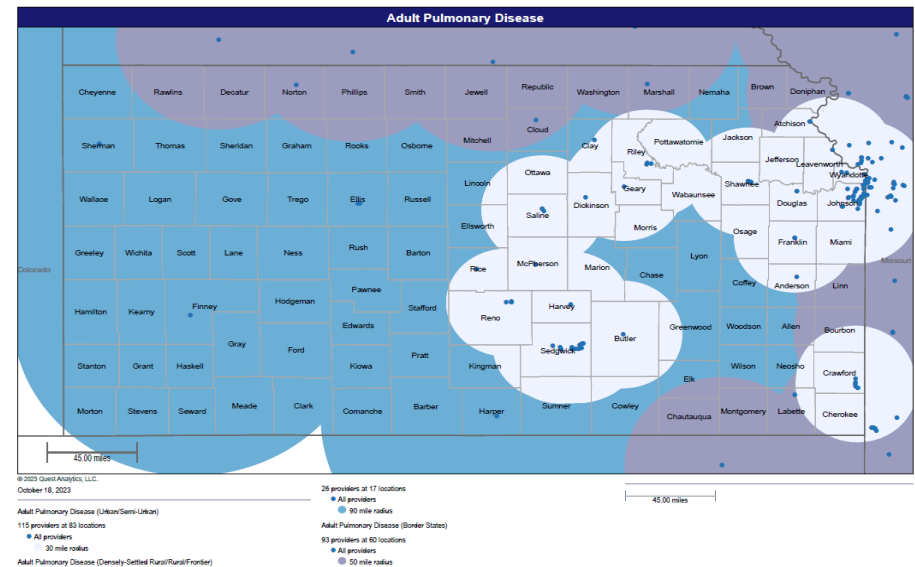 Adult Pulmonary Disease
Cheyenne Rawlins Decatur Norton Phillips Smith Jewell Republic Washington Marshall Nemaha Brown Doniphan
Sherman Thomas Sheridan Graham Rooks Osborne Mitchell Cloud Clay Riley Pottawatomie Jackson Atchison
Jefferson Leavenworth
Wyandotte
Wallace Logan Gove Trego Ellis Russell Lincoln Ottawa Saline Dickinson Geary Wabaunsee Shawnee Douglas Johnson
Greeley Wichita Scott Lane Ness Rush Barton Ellsworth McPherson Marion Morris Lyon Osage Franklin Miami
Colorado
Missouri
Hamilton Kearny Finney Hodgeman Pawnee Stafford Rice Reno Harvey Chase Coffey Anderson Linn
Gray Ford Edwards Sedgwick Butler Greenwood Woodson Allen Bourbon
Stanton Grant Haskell Kiowa Pratt Kingman Elk Wilson Neosho Crawford
Morton Stevens Seward Meade Clark Comanche Barber Harper Sumner Cowley Chautauqua Montgomery Labette Cherokee
45.00 miles
© 2023 Quest Analytics, LLC.
October 18, 2023
Adult Pulmonary Disease (Urban/Semi-Urban)
115 providers at 83 locations
All providers
30 mile radius
Adult Pulmonary Disease (Densely-Settled Rural/Rural/Frontier)
26 providers at 17 locations
All providers
90 mile radius
Adult Pulmonary Disease (Border States)
93 providers at 60 locations
All providers
50 mile radius
45.00 miles